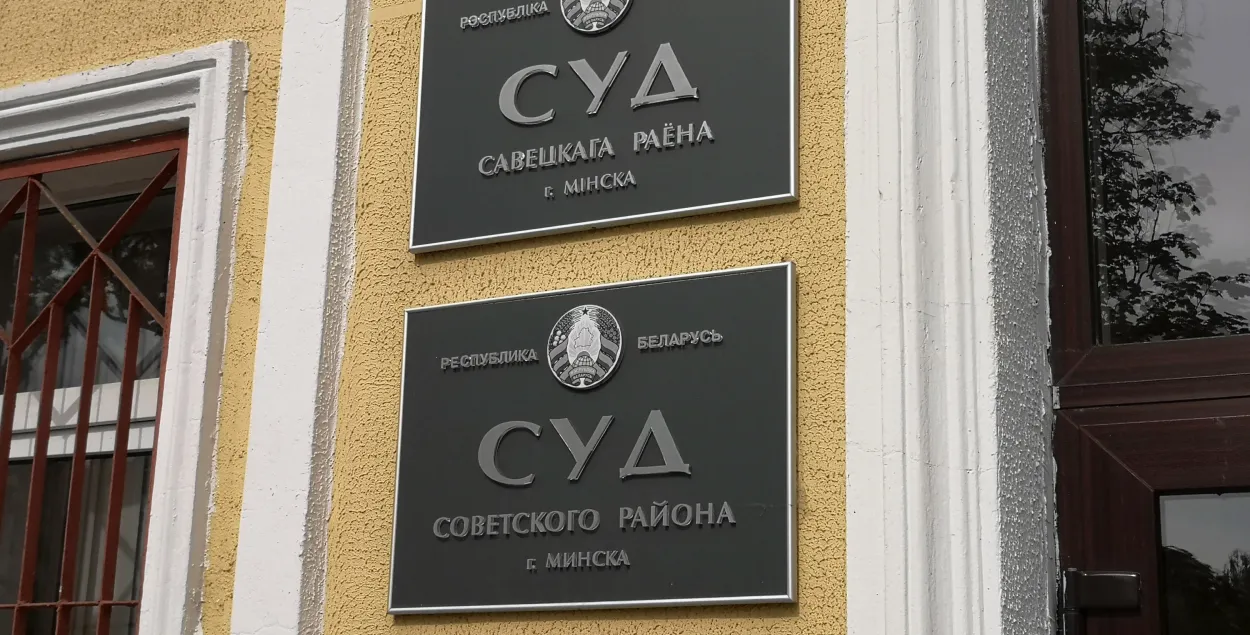 РЭСПУБЛІКА
СУД
САВЕЦКАГА РАЁНА
г. МІНСКА
РЕСПУБЛИКА БЕЛАРУСЬ
СУД
СОВЕТСКОГО РАЙОНА
г. МИНСКА